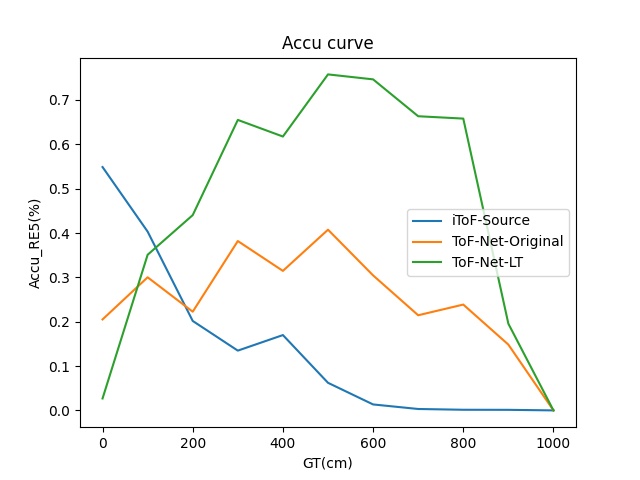 Accu curve
Accu_RE5(%)
0.7
0.6
0.5
0.4
0.3
0.2
0.1
0.0
iToF-Source
ToF-Net-Original
ToF-Net-LT
0 200 400 600 800 1000
GT(cm)